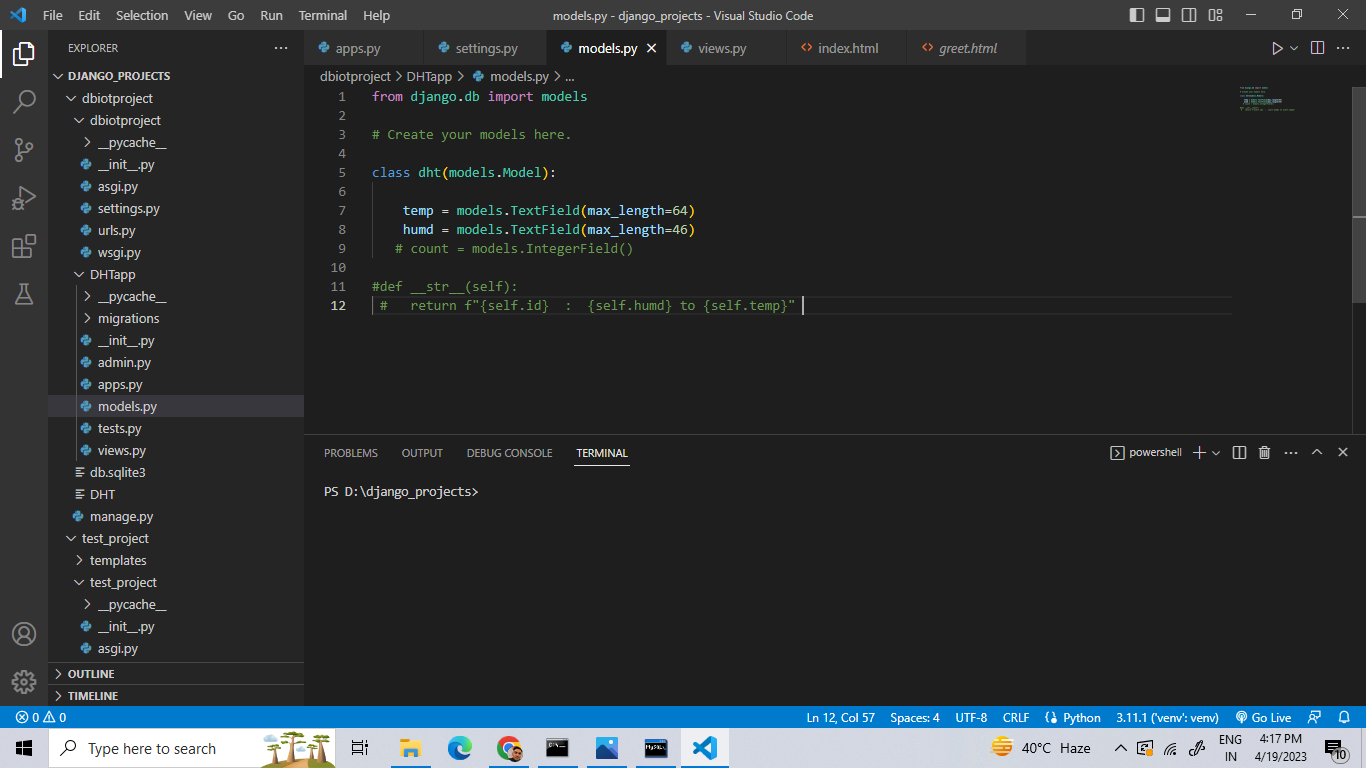 File Edit Selection View Go Run Terminal Help
models.py - django_projects - Visual Studio Code
EXPLORER
DJANGO_PROJECTS
dbiotproject
dbiotproject
__pycache__
__init__.py
asgi.py
settings.py
urls.py
wsgi.py
DHTapp
__pycache__
migrations
__init__.py
admin.py
apps.py
models.py
tests.py
views.py
db.sqlite3
DHT
manage.py
test_project
templates
test_project
__pycache__
__init__.py
asgi.py
OUTLINE
TIMELINE
apps.py settings.py models.py views.py index.html greet.html
dbiotproject > DHTapp > models.py > ...
1 from django.db import models
2
3 # Create your models here.
4
5 class dht(models.Model):
6
7 temp = models.TextField(max_length=64)
8 humd = models.TextField(max_length=46)
9 # count = models.IntegerField()
10
11 #def __str__(self):
12 # return f"{self.id} : {self.humd} to {self.temp}"
PROBLEMS OUTPUT DEBUG CONSOLE TERMINAL
powershell
PS D:\django_projects>
0 0
Ln 12, Col 57 Spaces: 4 UTF-8 CRLF Python 3.11.1 ('venv': venv) Go Live
Type here to search
40°C Haze
ENG
IN
4:17 PM
4/19/2023
10